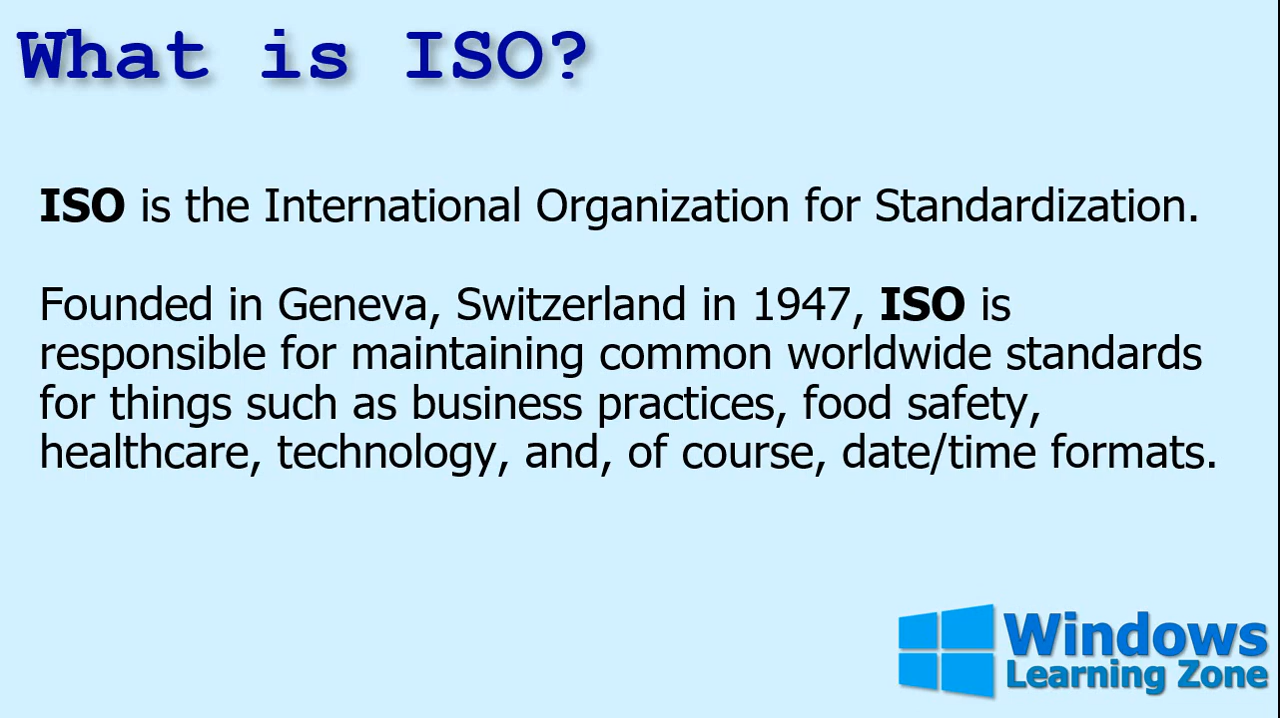 What is ISO?
ISO is the International Organization for Standardization.
Founded in Geneva, Switzerland in 1947, ISO is
responsible for maintaining common worldwide standards
for things such as business practices, food safety,
healthcare, technology, and, of course, date/time formats.
Windows
Learning Zone